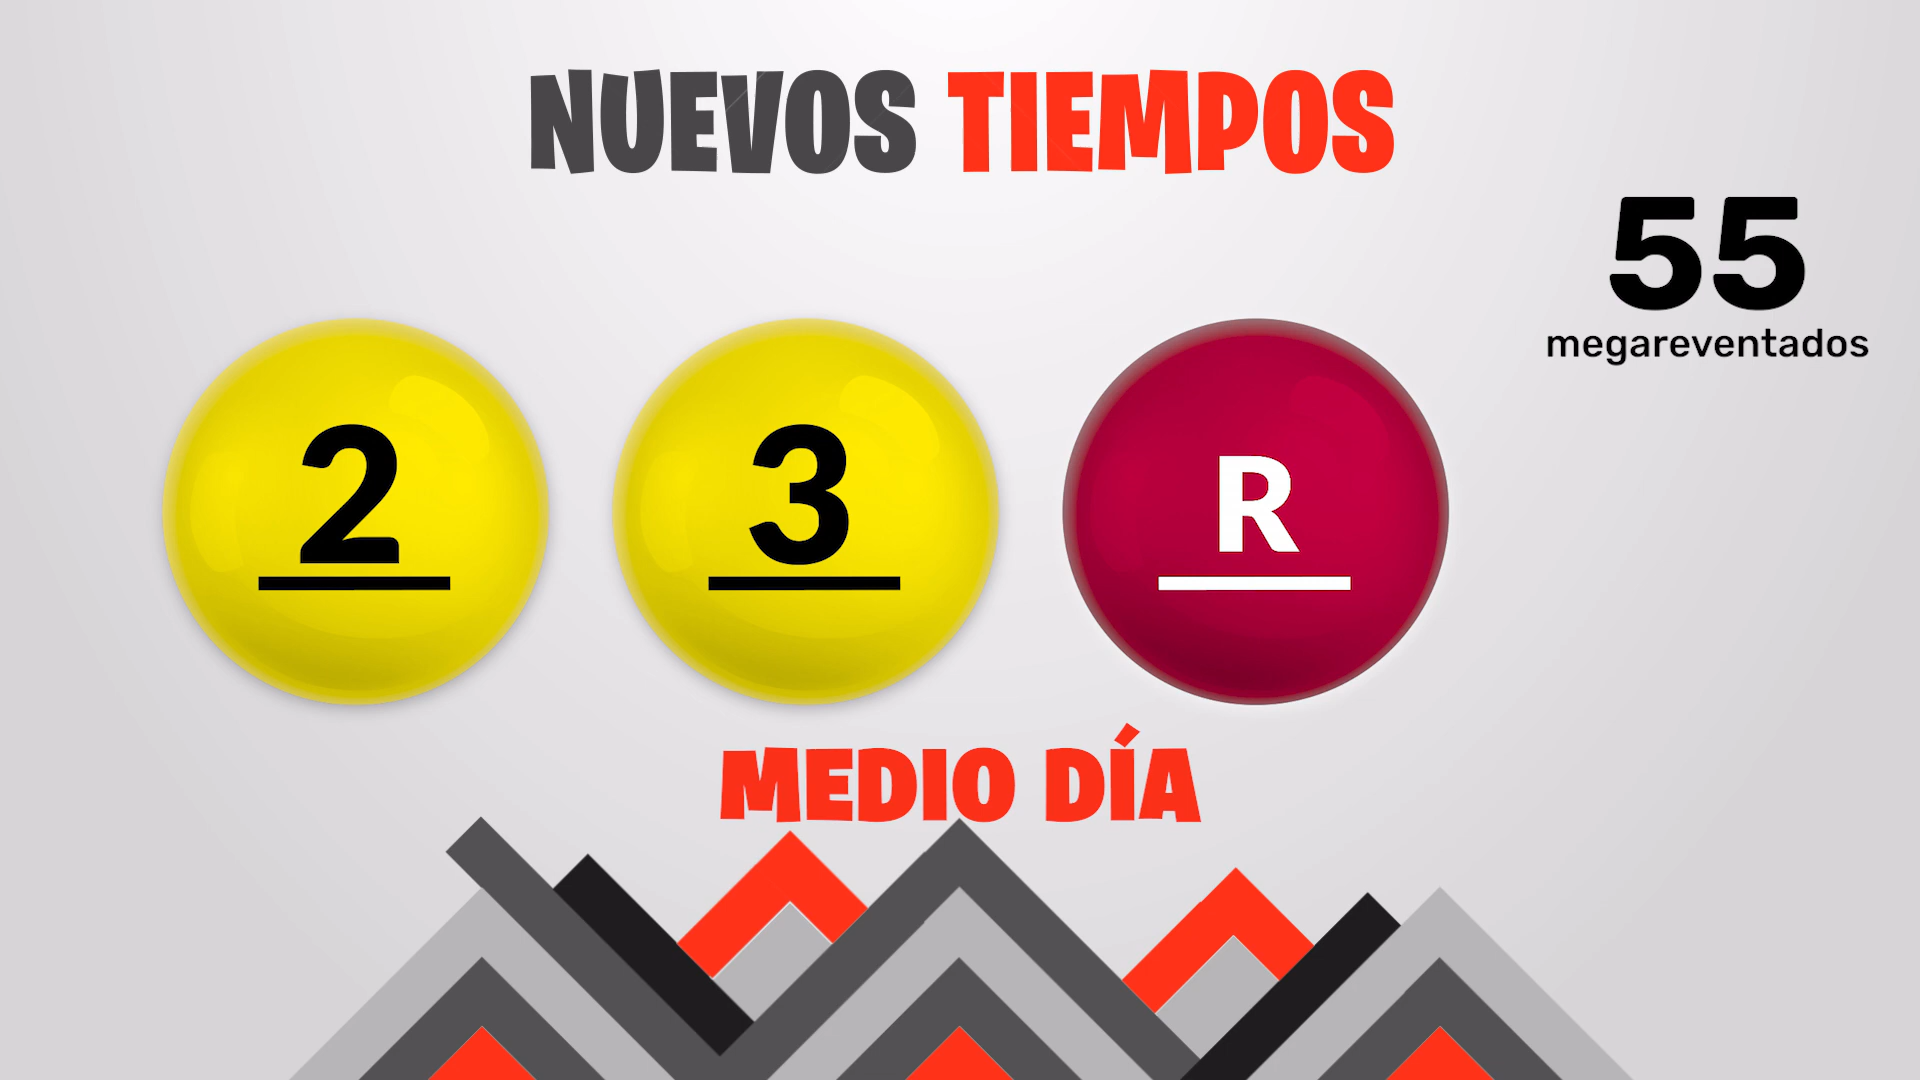 NUEVOS TIEMPOS
55
megareventados
2 3 R
MEDIO DÍA